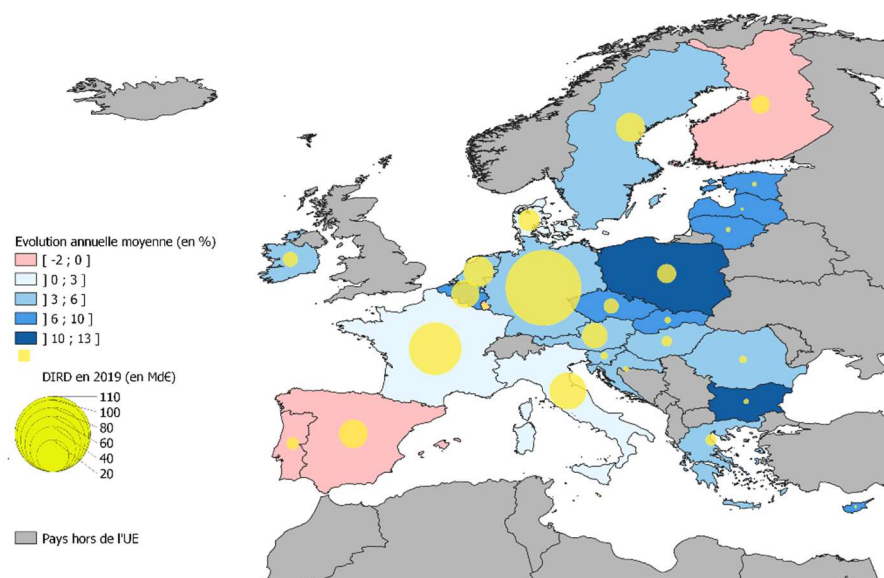 Evolution annuelle moyenne (en %)
[ -2 ; 0 ]
] 0 ; 3 ]
] 3 ; 6 ]
] 6 ; 10 ]
] 10 ; 13 ]
DIRD en 2019 (en Md€)
110
100
80
60
40
20
Pays hors de l'UE